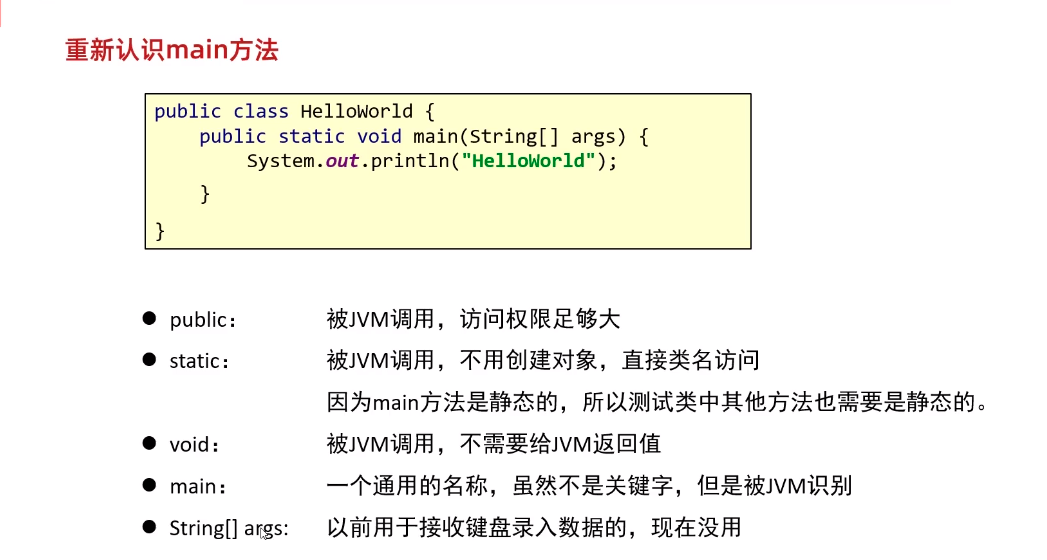 重新认识main方法
public class HelloWorld {
public static void main(String[] args) {
System.out.println("HelloWorld");
}
}
● public： 被JVM调用，访问权限足够大
● static： 被JVM调用，不用创建对象，直接类名访问
因为main方法是静态的，所以测试类中其他方法也需要是静态的。
● void： 被JVM调用，不需要给JVM返回值
● main： 一个通用的名称，虽然不是关键字，但是被JVM识别
● String[] args: 以前用于接收键盘录入数据的，现在没用